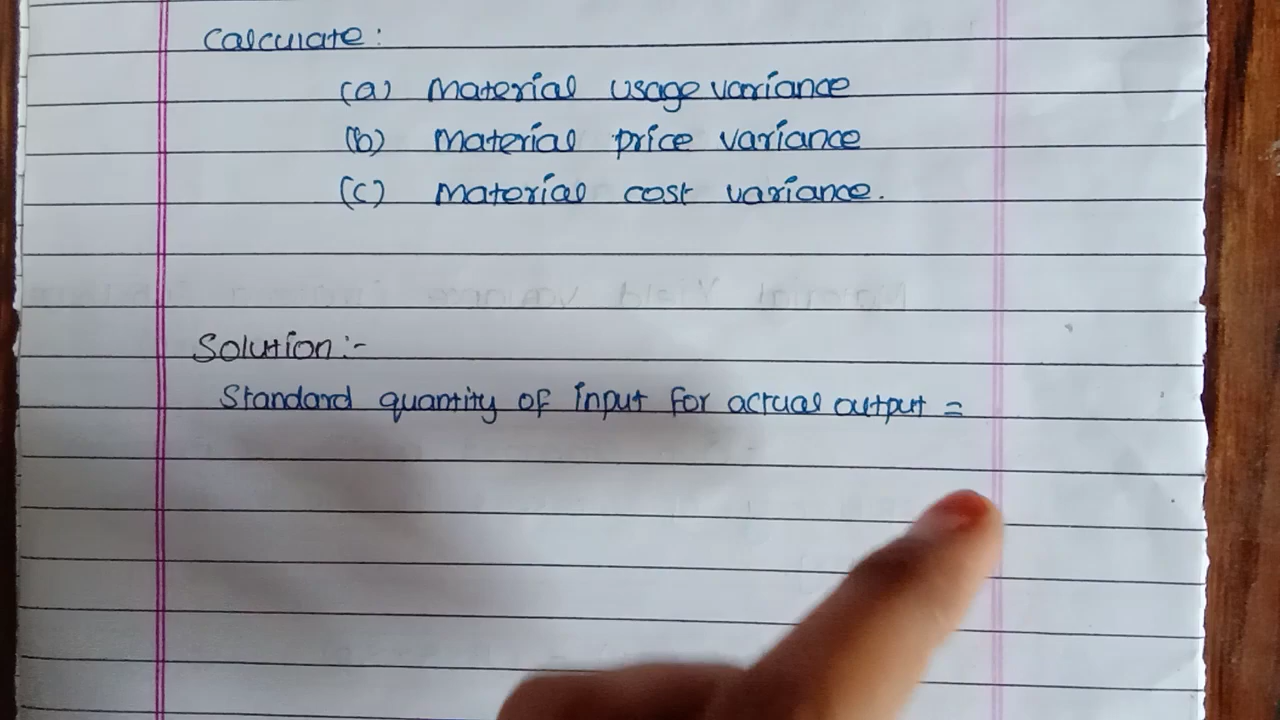 Calculate:
(a) Material usage variance
(b) Material price variance
(c) Material cost variance.
Solution:-
Standard quantity of input for actual output =